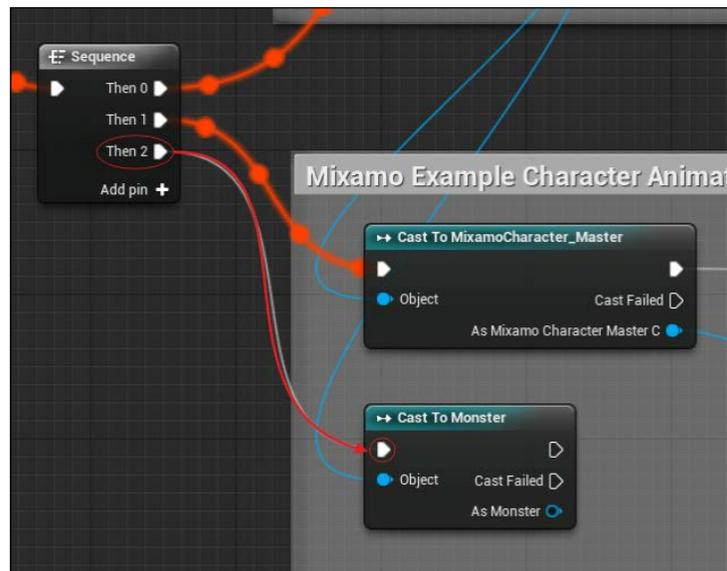 Sequence
Then 0
Then 1
Then 2
Add pin
Mixamo Example Character
Cast To MixamoCharacter_Master
Object
Cast Failed
As Mixamo Character Master C
Cast To Monster
Object
Cast Failed
As Monster